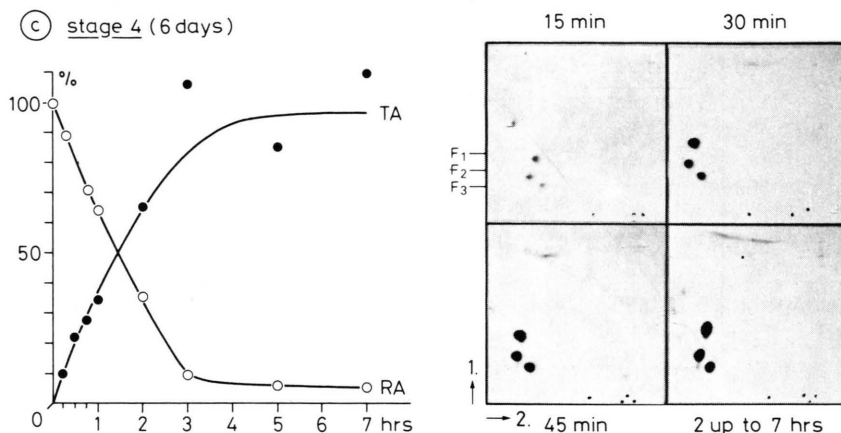 c stage 4 (6 days)
%
100
50
0
1 2 3 4 5 6 7 hrs
TA
RA
15 min 30 min
F1
F2
F3
1.
2. 45 min 2 up to 7 hrs